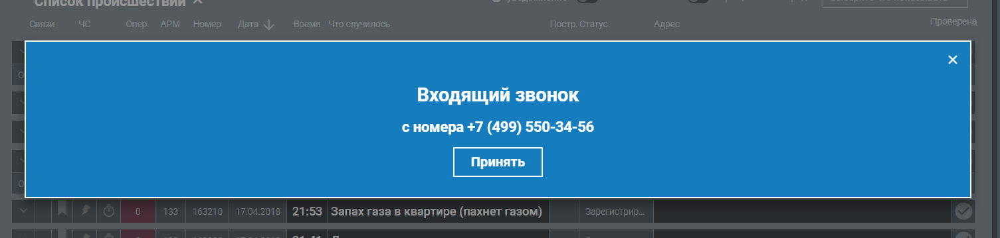 Список происшествий
Связи ЧС Опер. АРМ Номер Дата Время Что случилось Постр. Статус Адрес Проверена
Входящий звонок
с номера +7 (499) 550-34-56
Принять
0 133 163210 17.04.2018 21:53 Запах газа в квартире (пахнет газом) Зарегистрир...